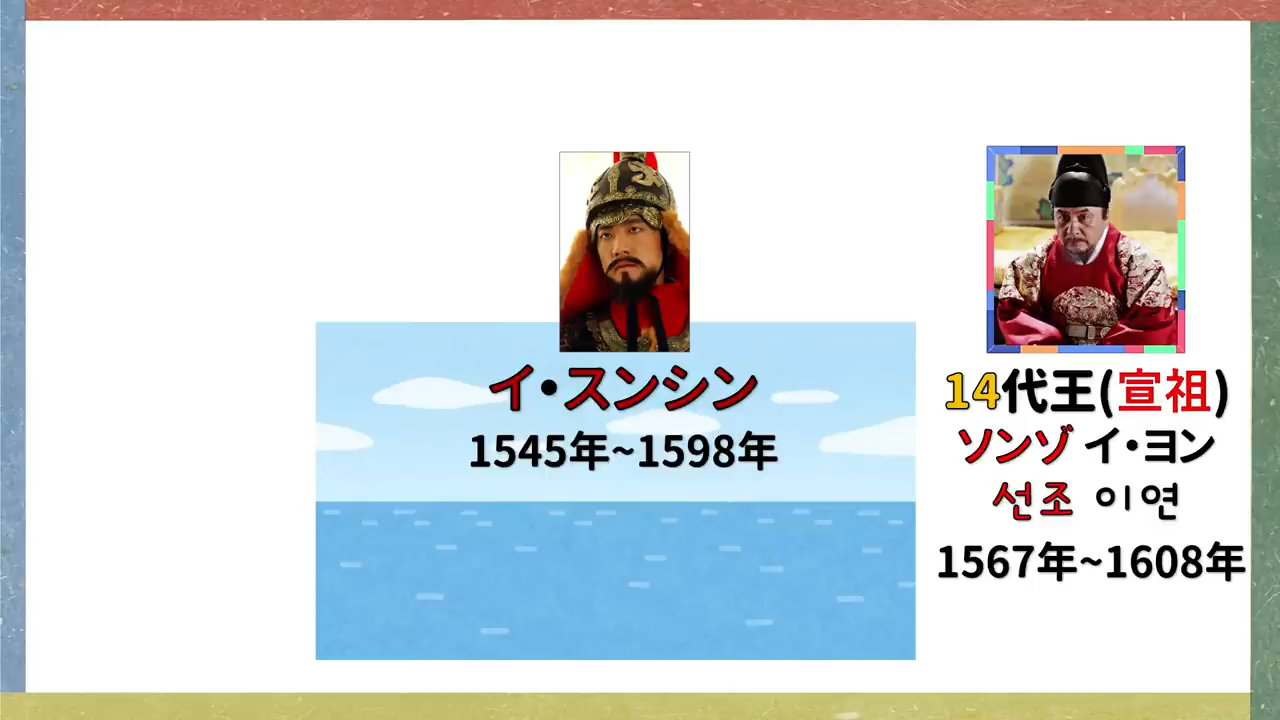 イ・スンシン
1545年~1598年
14代王(宣祖)
ソンゾ イ・ヨン
선조 이연
1567年~1608年